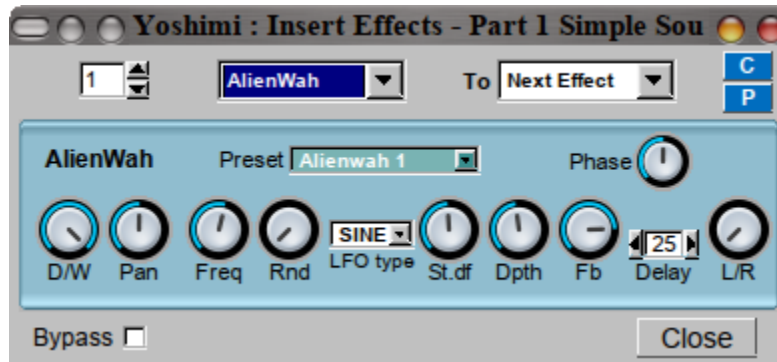 Yoshimi : Insert Effects - Part 1 Simple Sou
1 AlienWah To Next Effect C
P
AlienWah Preset Alienwah 1 Phase
SINE 25
D/W Pan Freq Rnd LFO type St.df Dpth Fb Delay L/R
Bypass Close